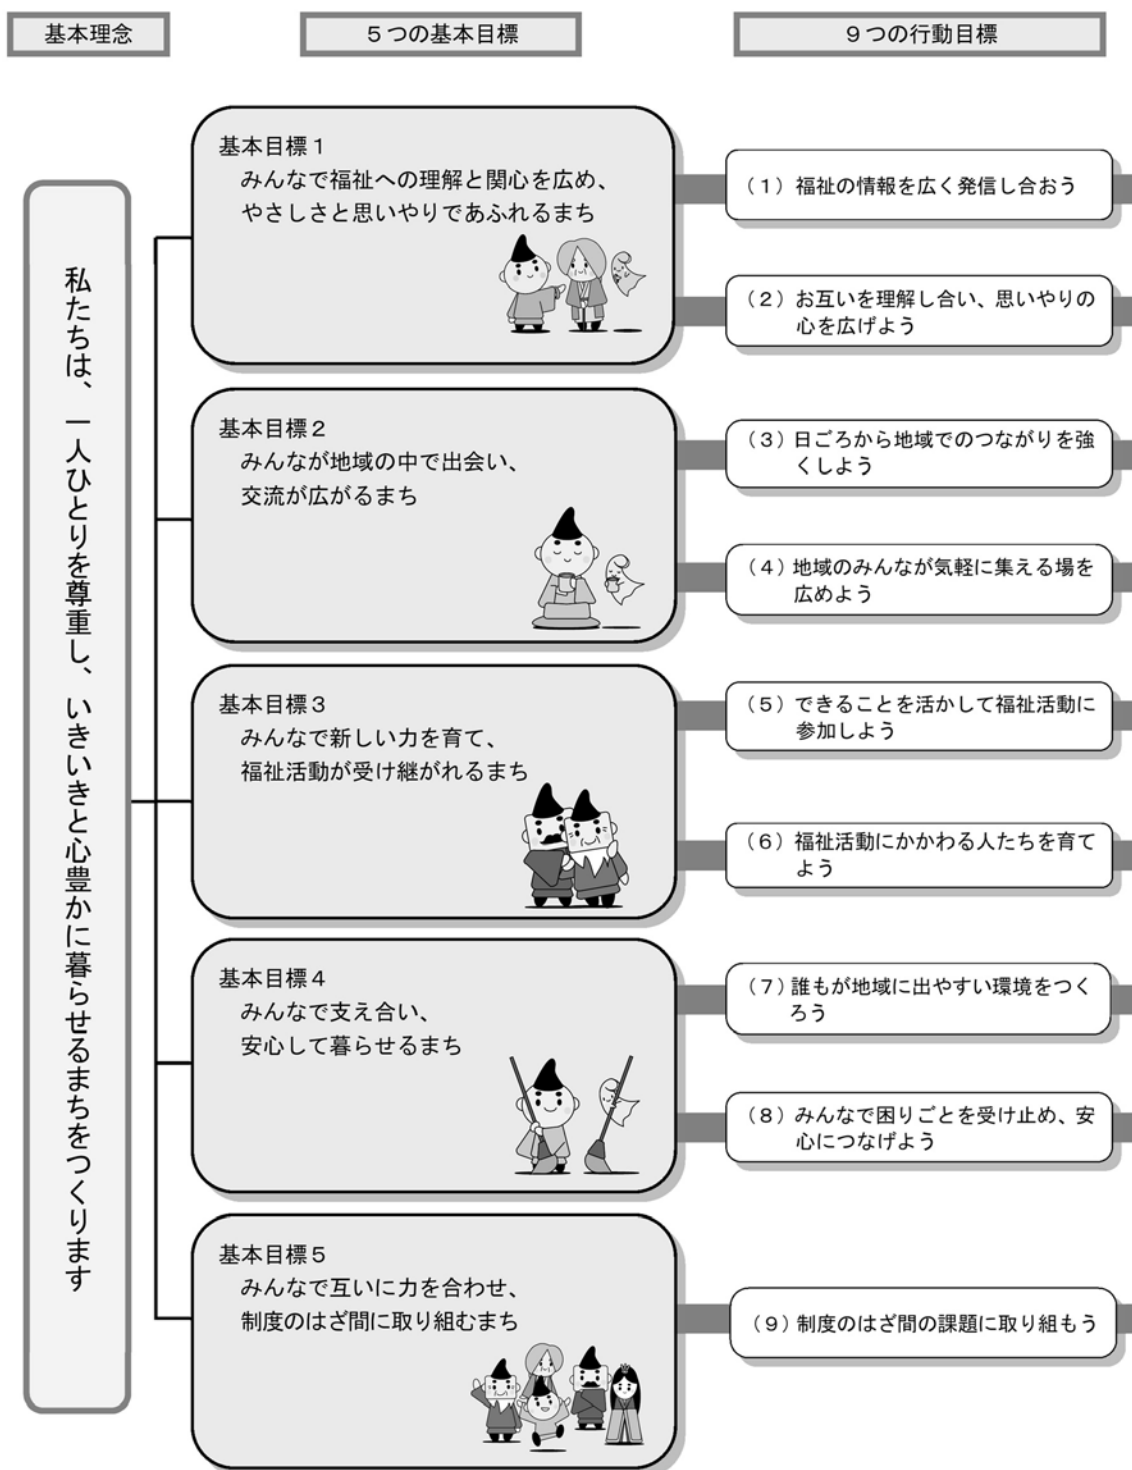 基本理念
5つの基本目標
9つの行動目標
私たちは、一人ひとりを尊重し、いきいきと心豊かに暮らせるまちをつくります
基本目標1
みんなで福祉への理解と関心を広め、
やさしさと思いやりであふれるまち
(1)福祉の情報を広く発信し合おう
(2)お互いを理解し合い、思いやりの
心を広げよう
基本目標2
みんなが地域の中で出会い、
交流が広がるまち
(3)日ごろから地域でのつながりを強
くしよう
(4)地域のみんなが気軽に集える場を
広めよう
基本目標3
みんなで新しい力を育て、
福祉活動が受け継がれるまち
(5)できることを活かして福祉活動に
参加しよう
(6)福祉活動にかかわる人たちを育て
よう
基本目標4
みんなで支え合い、
安心して暮らせるまち
(7)誰もが地域に出やすい環境をつく
ろう
(8)みんなで困りごとを受け止め、安
心につなげよう
基本目標5
みんなで互いに力を合わせ、
制度のはざ間に取り組むまち
(9)制度のはざ間の課題に取り組もう